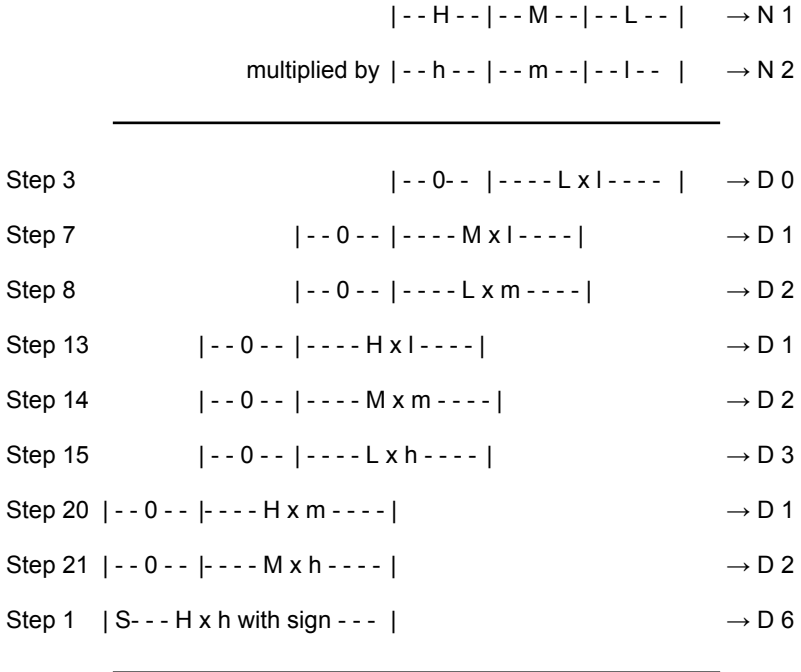 |--H--|--M--|--L--| → N 1
multiplied by |--h--|--m--|--l--| → N 2
Step 3 |--0--|----L x l----| → D 0
Step 7 |--0--|----M x l----| → D 1
Step 8 |--0--|----L x m----| → D 2
Step 13 |--0--|----H x l----| → D 1
Step 14 |--0--|----M x m----| → D 2
Step 15 |--0--|----L x h----| → D 3
Step 20 |--0--|----H x m----| → D 1
Step 21 |--0--|----M x h----| → D 2
Step 1 | S---H x h with sign---| → D 6